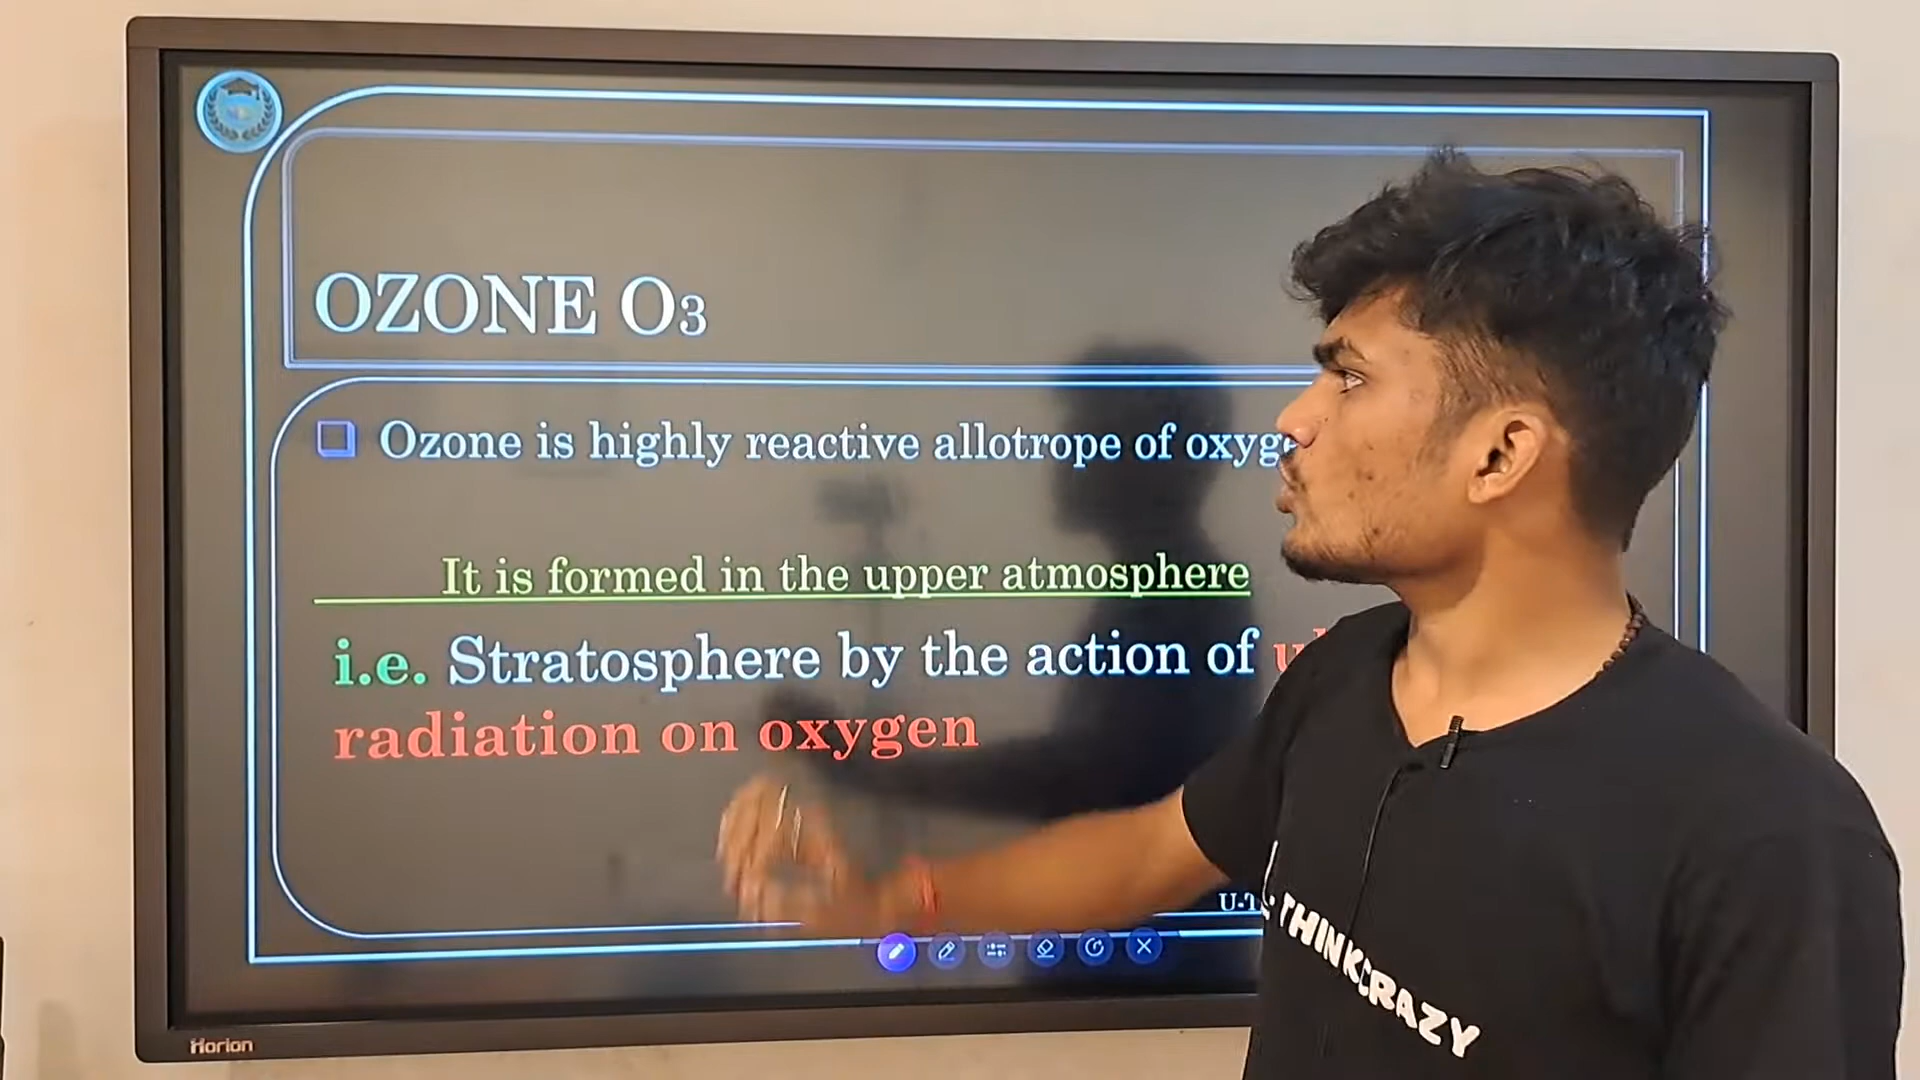 OZONE O3
Ozone is highly reactive allotrope of
It is formed in the upper atmosphere
i.e. Stratosphere by the action of
radiation on oxygen
THINKCRAZY
Horion